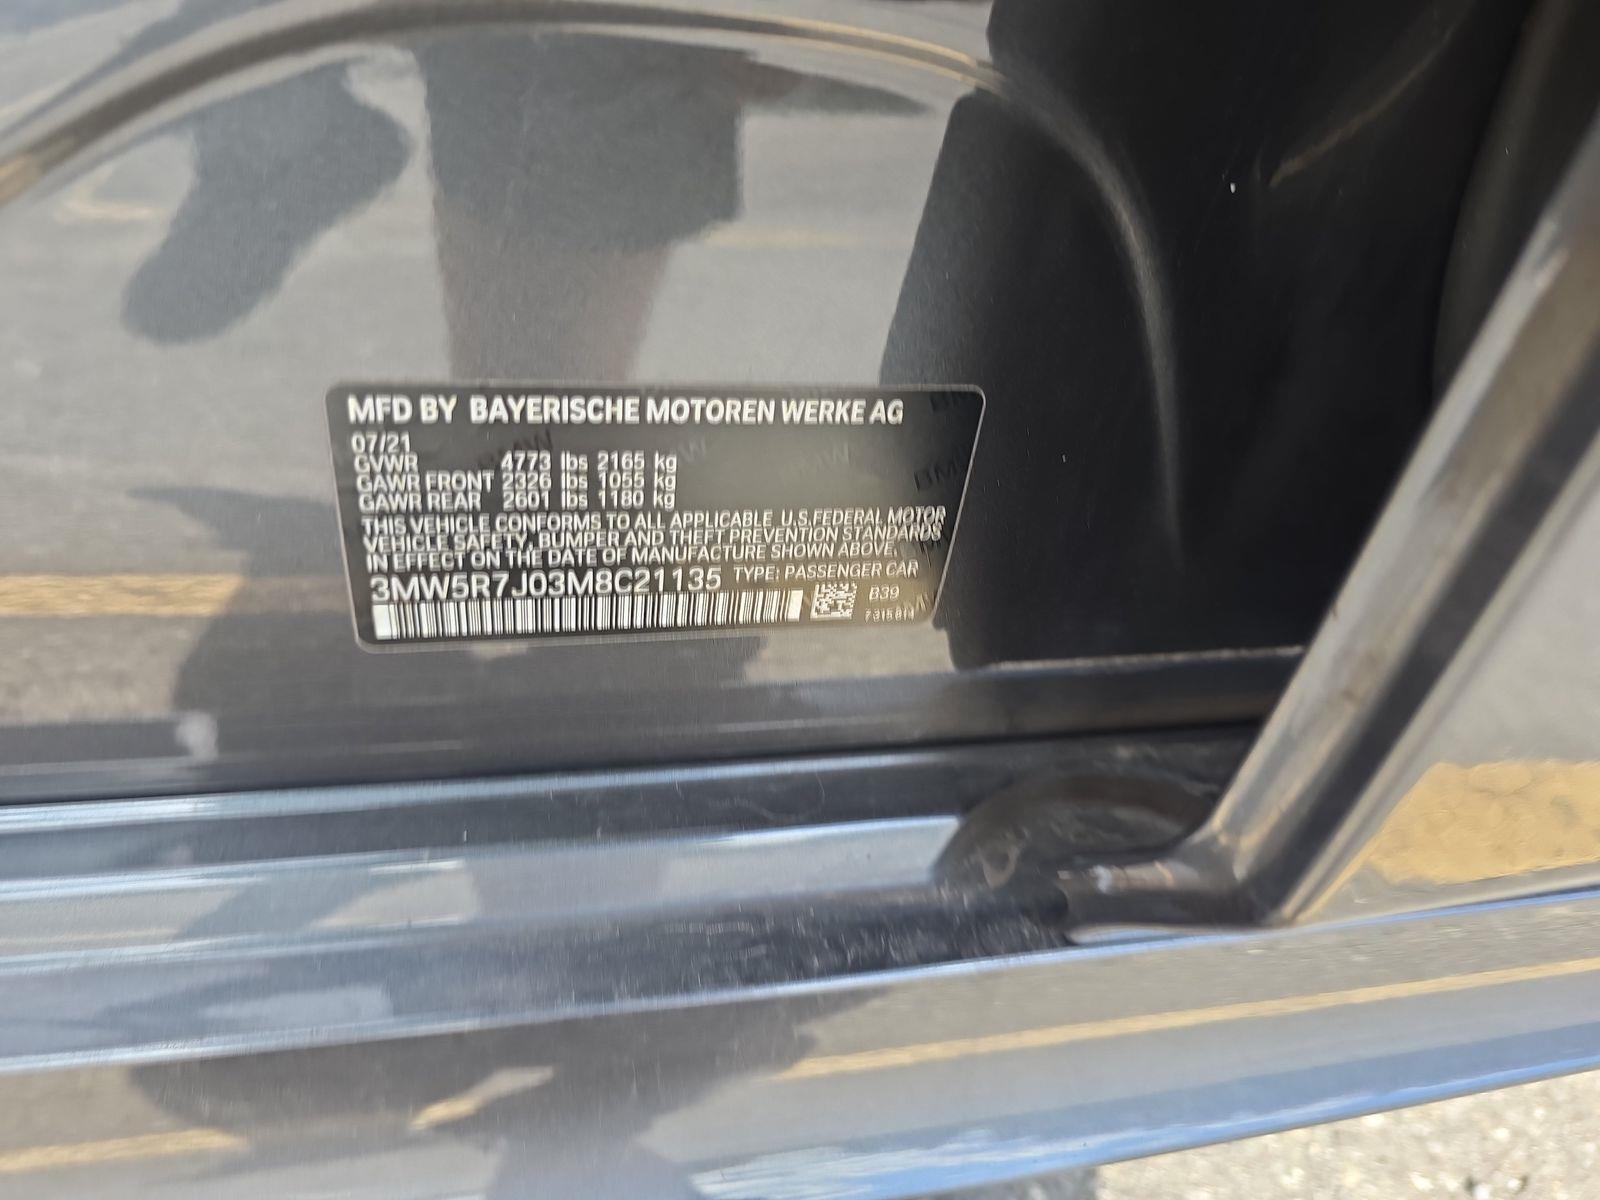 MFD BY BAYERISCHE MOTOREN WERKE AG
07/21
GVWR 4773 lbs 2165 kg
GAWR FRONT 2326 lbs 1055 kg
GAWR REAR 2601 lbs 1180 kg
THIS VEHICLE CONFORMS TO ALL APPLICABLE U.S.FEDERAL MOTOR
VEHICLE SAFETY, BUMPER AND THEFT PREVENTION STANDARDS
IN EFFECT ON THE DATE OF MANUFACTURE SHOWN ABOVE.
3MW5R7J03M8C21135 TYPE: PASSENGER CAR
B39